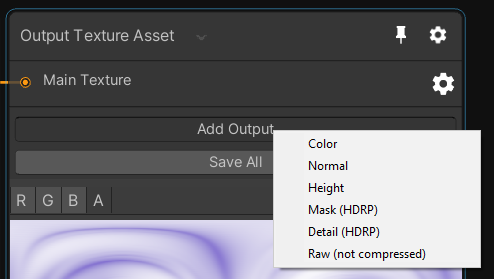 Output Texture Asset
Main Texture
Add Output
Save All
R G B A
Color
Normal
Height
Mask (HDRP)
Detail (HDRP)
Raw (not compressed)